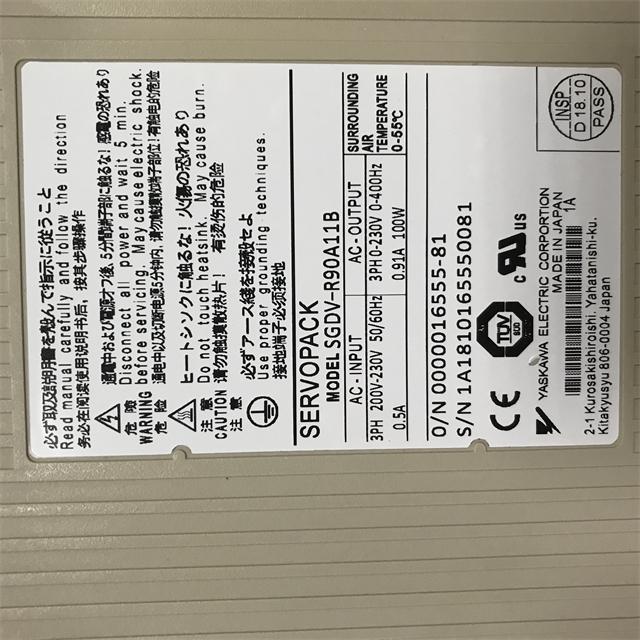 必ず取扱説明書を読んで指示に従うこと
Read manual carefully and follow the direction
务必在阅读使用说明书后，按其步骤操作
危険
WARNING
危险
通電中および電源オフ後，5分間端子部に触るな！感電の恐れあり
Disconnect all power and wait 5 min.
before servicing. May cause electric shock.
通电中以及切断电源5分钟内，请勿触摸端子部位！有触电的危险
注意
CAUTION
注意
ヒートシンクに触るな！火傷の恐れあり
Do not touch heatsink. May cause burn.
请勿触摸散热片！ 有烫伤的危险
必ずアース線を接続せよ
Use proper grounding techniques.
接地端子必须接地
SERVOPACK
MODEL SGDV-R90A11B
AC-INPUT AC-OUTPUT
3PH 200V-230V 50/60Hz 3PH 0-230V 0-400Hz
0.5A 0.91A 100W
SURROUNDING
AIR
TEMPERATURE
0-55℃
O/N 0000016555-81
S/N 1A1810165550081
CE
TÜV
c UR us
YASKAWA ELECTRIC CORPORATION
MADE IN JAPAN
1A
2-1 Kurosakishiroishi, Yahatanishi-ku.
Kitakyusyu 806-0004 Japan
INSP
D 18.10
PASS